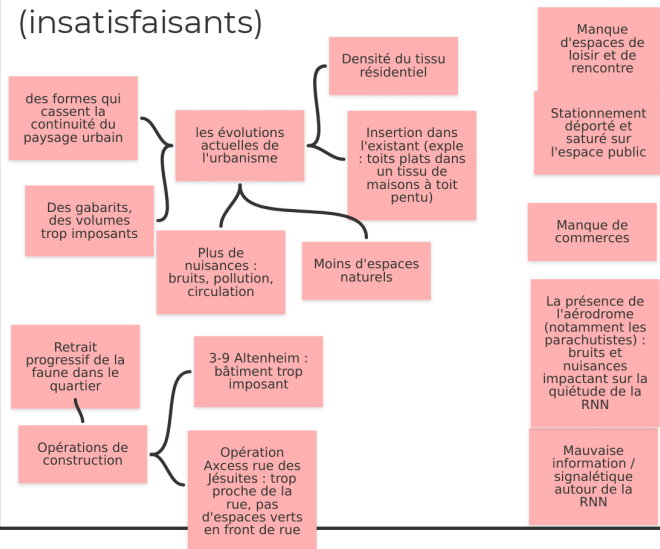 (insatisfaisants)
Densité du tissu
résidentiel
des formes qui
cassent la
continuité du
paysage urbain
les évolutions
actuelles de
l'urbanisme
Insertion dans
l'existant (exple
: toits plats dans
un tissu de
maisons à toit
pentu)
Des gabarits,
des volumes
trop imposants
Plus de
nuisances :
bruits, pollution,
circulation
Moins d'espaces
naturels
Retrait
progressif de la
faune dans le
quartier
3-9 Altenheim :
bâtiment trop
imposant
Opérations de
construction
Opération
Axcess rue des
Jésuites : trop
proche de la
rue, pas
d'espaces verts
en front de rue
Manque
d'espaces de
loisir et de
rencontre
Stationnement
déporté et
saturé sur
l'espace public
Manque de
commerces
La présence de
l'aérodrome
(notamment les
parachutistes) :
bruits et
nuisances
impactant sur la
quiétude de la
RNN
Mauvaise
information /
signalétique
autour de la
RNN